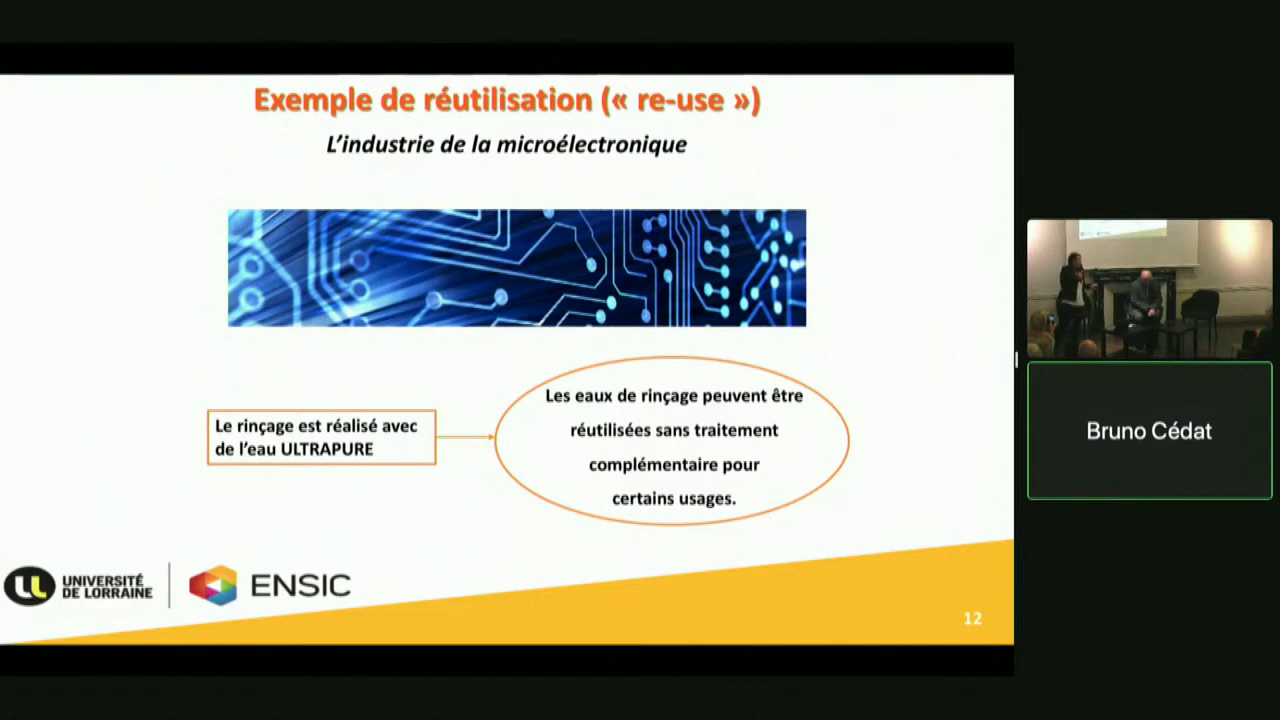 Exemple de réutilisation (« re-use »)
L'industrie de la microélectronique
Le rinçage est réalisé avec
de l'eau ULTRAPURE
Les eaux de rinçage peuvent être
réutilisées sans traitement
complémentaire pour
certains usages.
UNIVERSITÉ
DE LORRAINE
ENSIC
12
Bruno Cédat